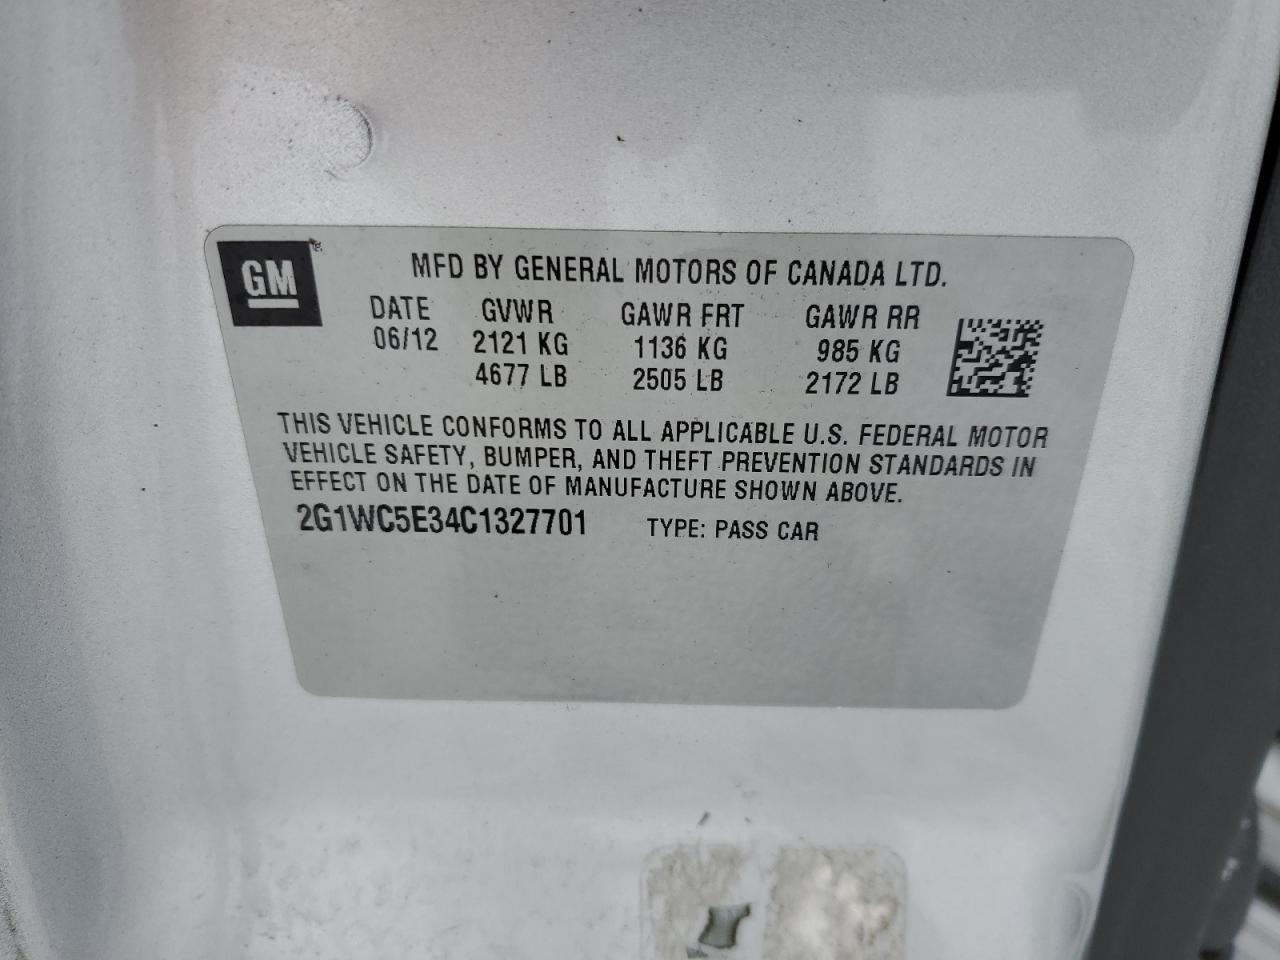 GM
MFD BY GENERAL MOTORS OF CANADA LTD.
DATE GVWR GAWR FRT GAWR RR
06/12 2121 KG 1136 KG 985 KG
4677 LB 2505 LB 2172 LB
THIS VEHICLE CONFORMS TO ALL APPLICABLE U.S. FEDERAL MOTOR
VEHICLE SAFETY, BUMPER, AND THEFT PREVENTION STANDARDS IN
EFFECT ON THE DATE OF MANUFACTURE SHOWN ABOVE.
2G1WC5E34C1327701 TYPE: PASS CAR